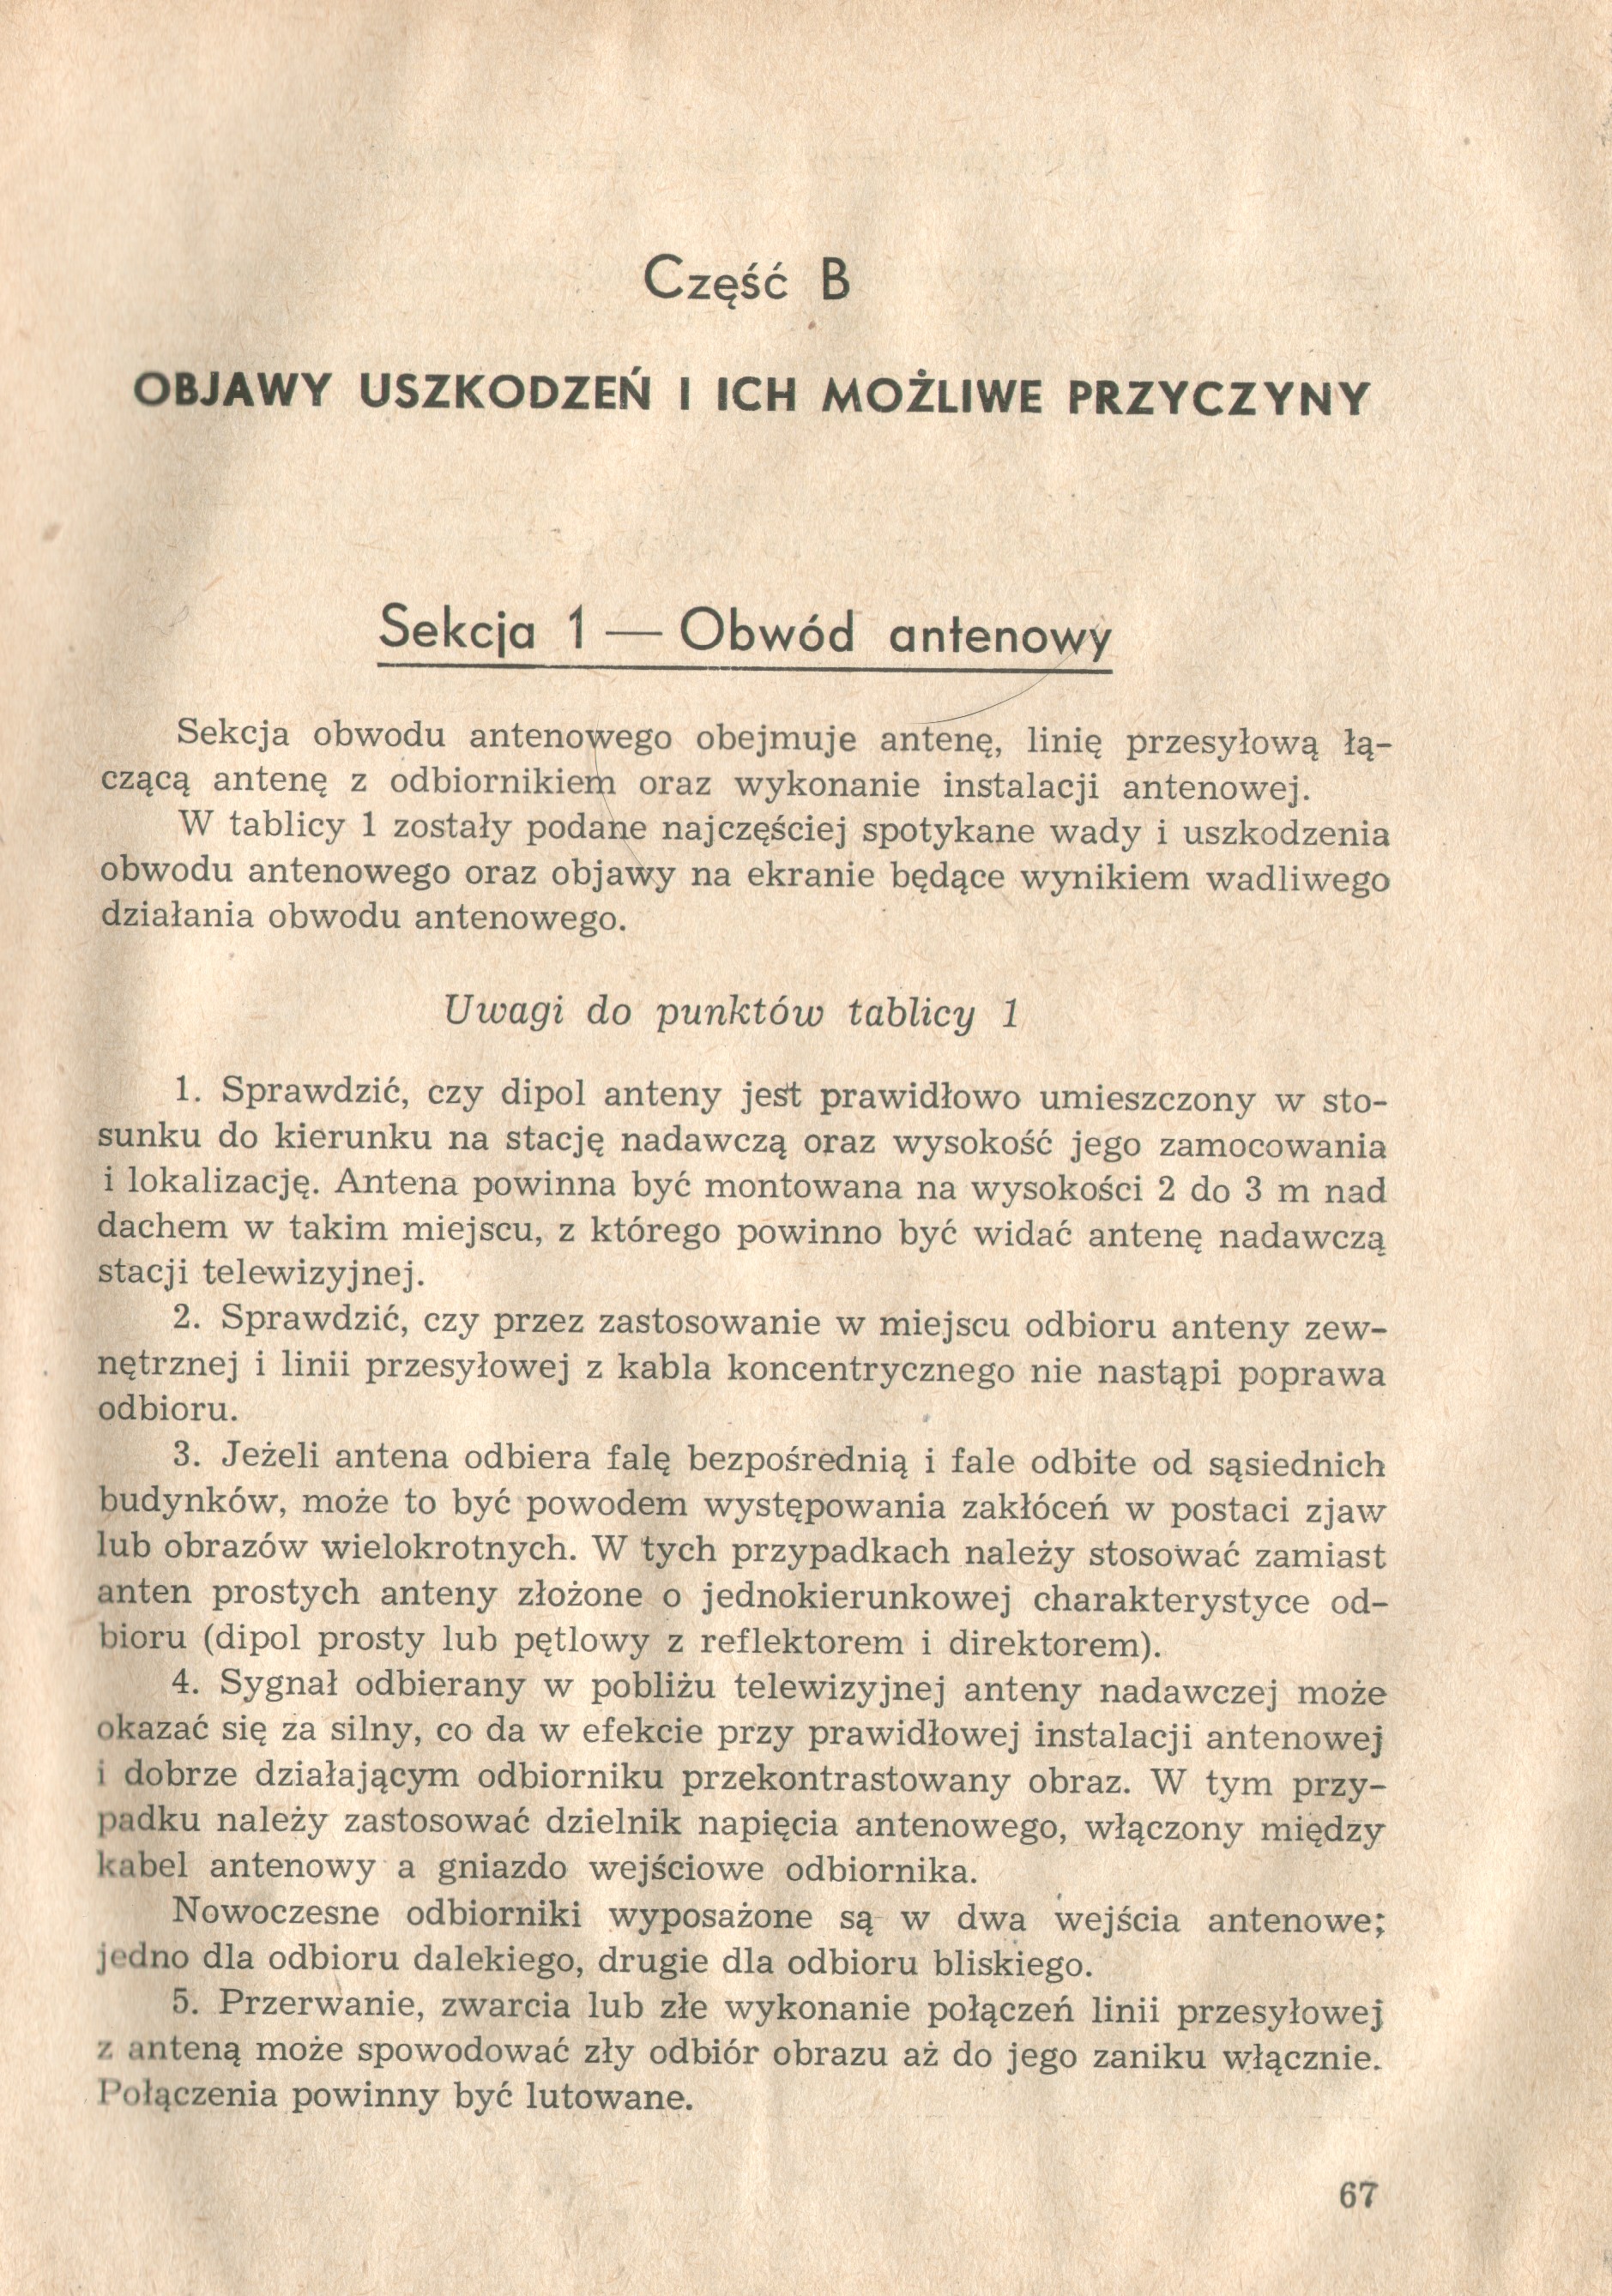 Część B
OBJAWY USZKODZEŃ I ICH MOŻLIWE PRZYCZYNY
Sekcja 1 — Obwód antenowy
Sekcja obwodu antenowego obejmuje antenę, linię przesyłową łą-
czącą antenę z odbiornikiem oraz wykonanie instalacji antenowej.
W tablicy 1 zostały podane najczęściej spotykane wady i uszkodzenia
obwodu antenowego oraz objawy na ekranie będące wynikiem wadliwego
działania obwodu antenowego.
Uwagi do punktów tablicy 1
1. Sprawdzić, czy dipol anteny jest prawidłowo umieszczony w sto-
sunku do kierunku na stację nadawczą oraz wysokość jego zamocowania
i lokalizację. Antena powinna być montowana na wysokości 2 do 3 m nad
dachem w takim miejscu, z którego powinno być widać antenę nadawczą
stacji telewizyjnej.
2. Sprawdzić, czy przez zastosowanie w miejscu odbioru anteny zew-
nętrznej i linii przesyłowej z kabla koncentrycznego nie nastąpi poprawa
odbioru.
3. Jeżeli antena odbiera falę bezpośrednią i fale odbite od sąsiednich
budynków, może to być powodem występowania zakłóceń w postaci zjaw
lub obrazów wielokrotnych. W tych przypadkach należy stosować zamiast
anten prostych anteny złożone o jednokierunkowej charakterystyce od-
bioru (dipol prosty lub pętlowy z reflektorem i direktorem).
4. Sygnał odbierany w pobliżu telewizyjnej anteny nadawczej może
okazać się za silny, co da w efekcie przy prawidłowej instalacji antenowej
i dobrze działającym odbiorniku przekontrastowany obraz. W tym przy-
padku należy zastosować dzielnik napięcia antenowego, włączony między
kabel antenowy a gniazdo wejściowe odbiornika.
Nowoczesne odbiorniki wyposażone są w dwa wejścia antenowe;
jedno dla odbioru dalekiego, drugie dla odbioru bliskiego.
5. Przerwanie, zwarcia lub złe wykonanie połączeń linii przesyłowej
z anteną może spowodować zły odbiór obrazu aż do jego zaniku włącznie.
Połączenia powinny być lutowane.
67